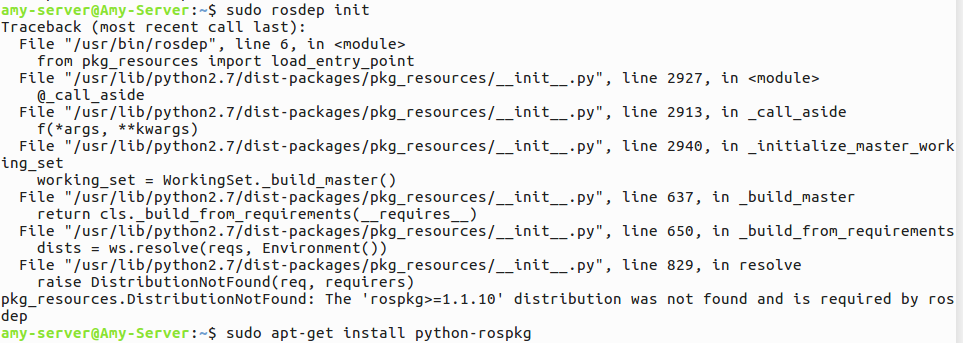 amy-server@Amy-Server:~$ sudo rosdep init
Traceback (most recent call last):
  File "/usr/bin/rosdep", line 6, in <module>
    from pkg_resources import load_entry_point
  File "/usr/lib/python2.7/dist-packages/pkg_resources/__init__.py", line 2927, in <module>
    @_call_aside
  File "/usr/lib/python2.7/dist-packages/pkg_resources/__init__.py", line 2913, in _call_aside
    f(*args, **kwargs)
  File "/usr/lib/python2.7/dist-packages/pkg_resources/__init__.py", line 2940, in _initialize_master_work
ing_set
    working_set = WorkingSet._build_master()
  File "/usr/lib/python2.7/dist-packages/pkg_resources/__init__.py", line 637, in _build_master
    return cls._build_from_requirements(__requires__)
  File "/usr/lib/python2.7/dist-packages/pkg_resources/__init__.py", line 650, in _build_from_requirements
    dists = ws.resolve(reqs, Environment())
  File "/usr/lib/python2.7/dist-packages/pkg_resources/__init__.py", line 829, in resolve
    raise DistributionNotFound(req, requirers)
pkg_resources.DistributionNotFound: The 'rospkg>=1.1.10' distribution was not found and is required by ros
dep
amy-server@Amy-Server:~$ sudo apt-get install python-rospkg